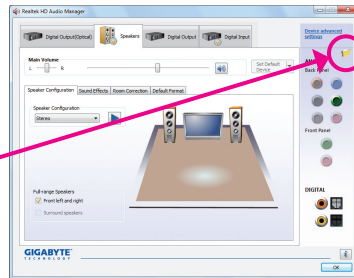 Realtek HD Audio Manager
Digital Output(Optical)
Speakers
Digital Output
Digital Input
Device advanced
settings
Main Volume
L
R
Set Default
Device
Back Panel
Speaker Configuration
Sound Effects
Room Correction
Default Format
Speaker Configuration
Stereo
Front Panel
Full-range Speakers
Front left and right
Surround speakers
DIGITAL
GIGABYTE
TECHNOLOGY
OK